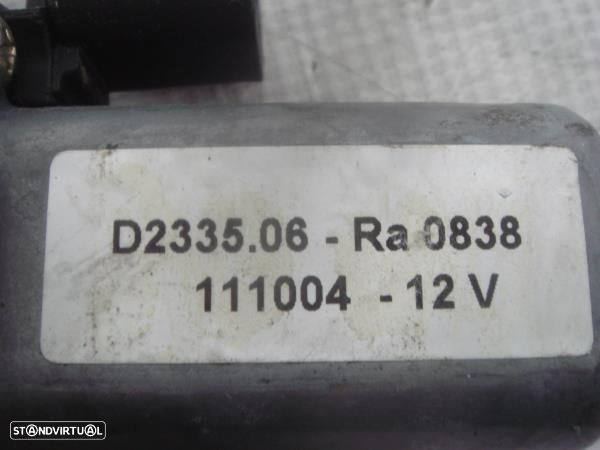 D2335.06 - Ra 0838
111004 - 12 V
STANDVIRTUAL